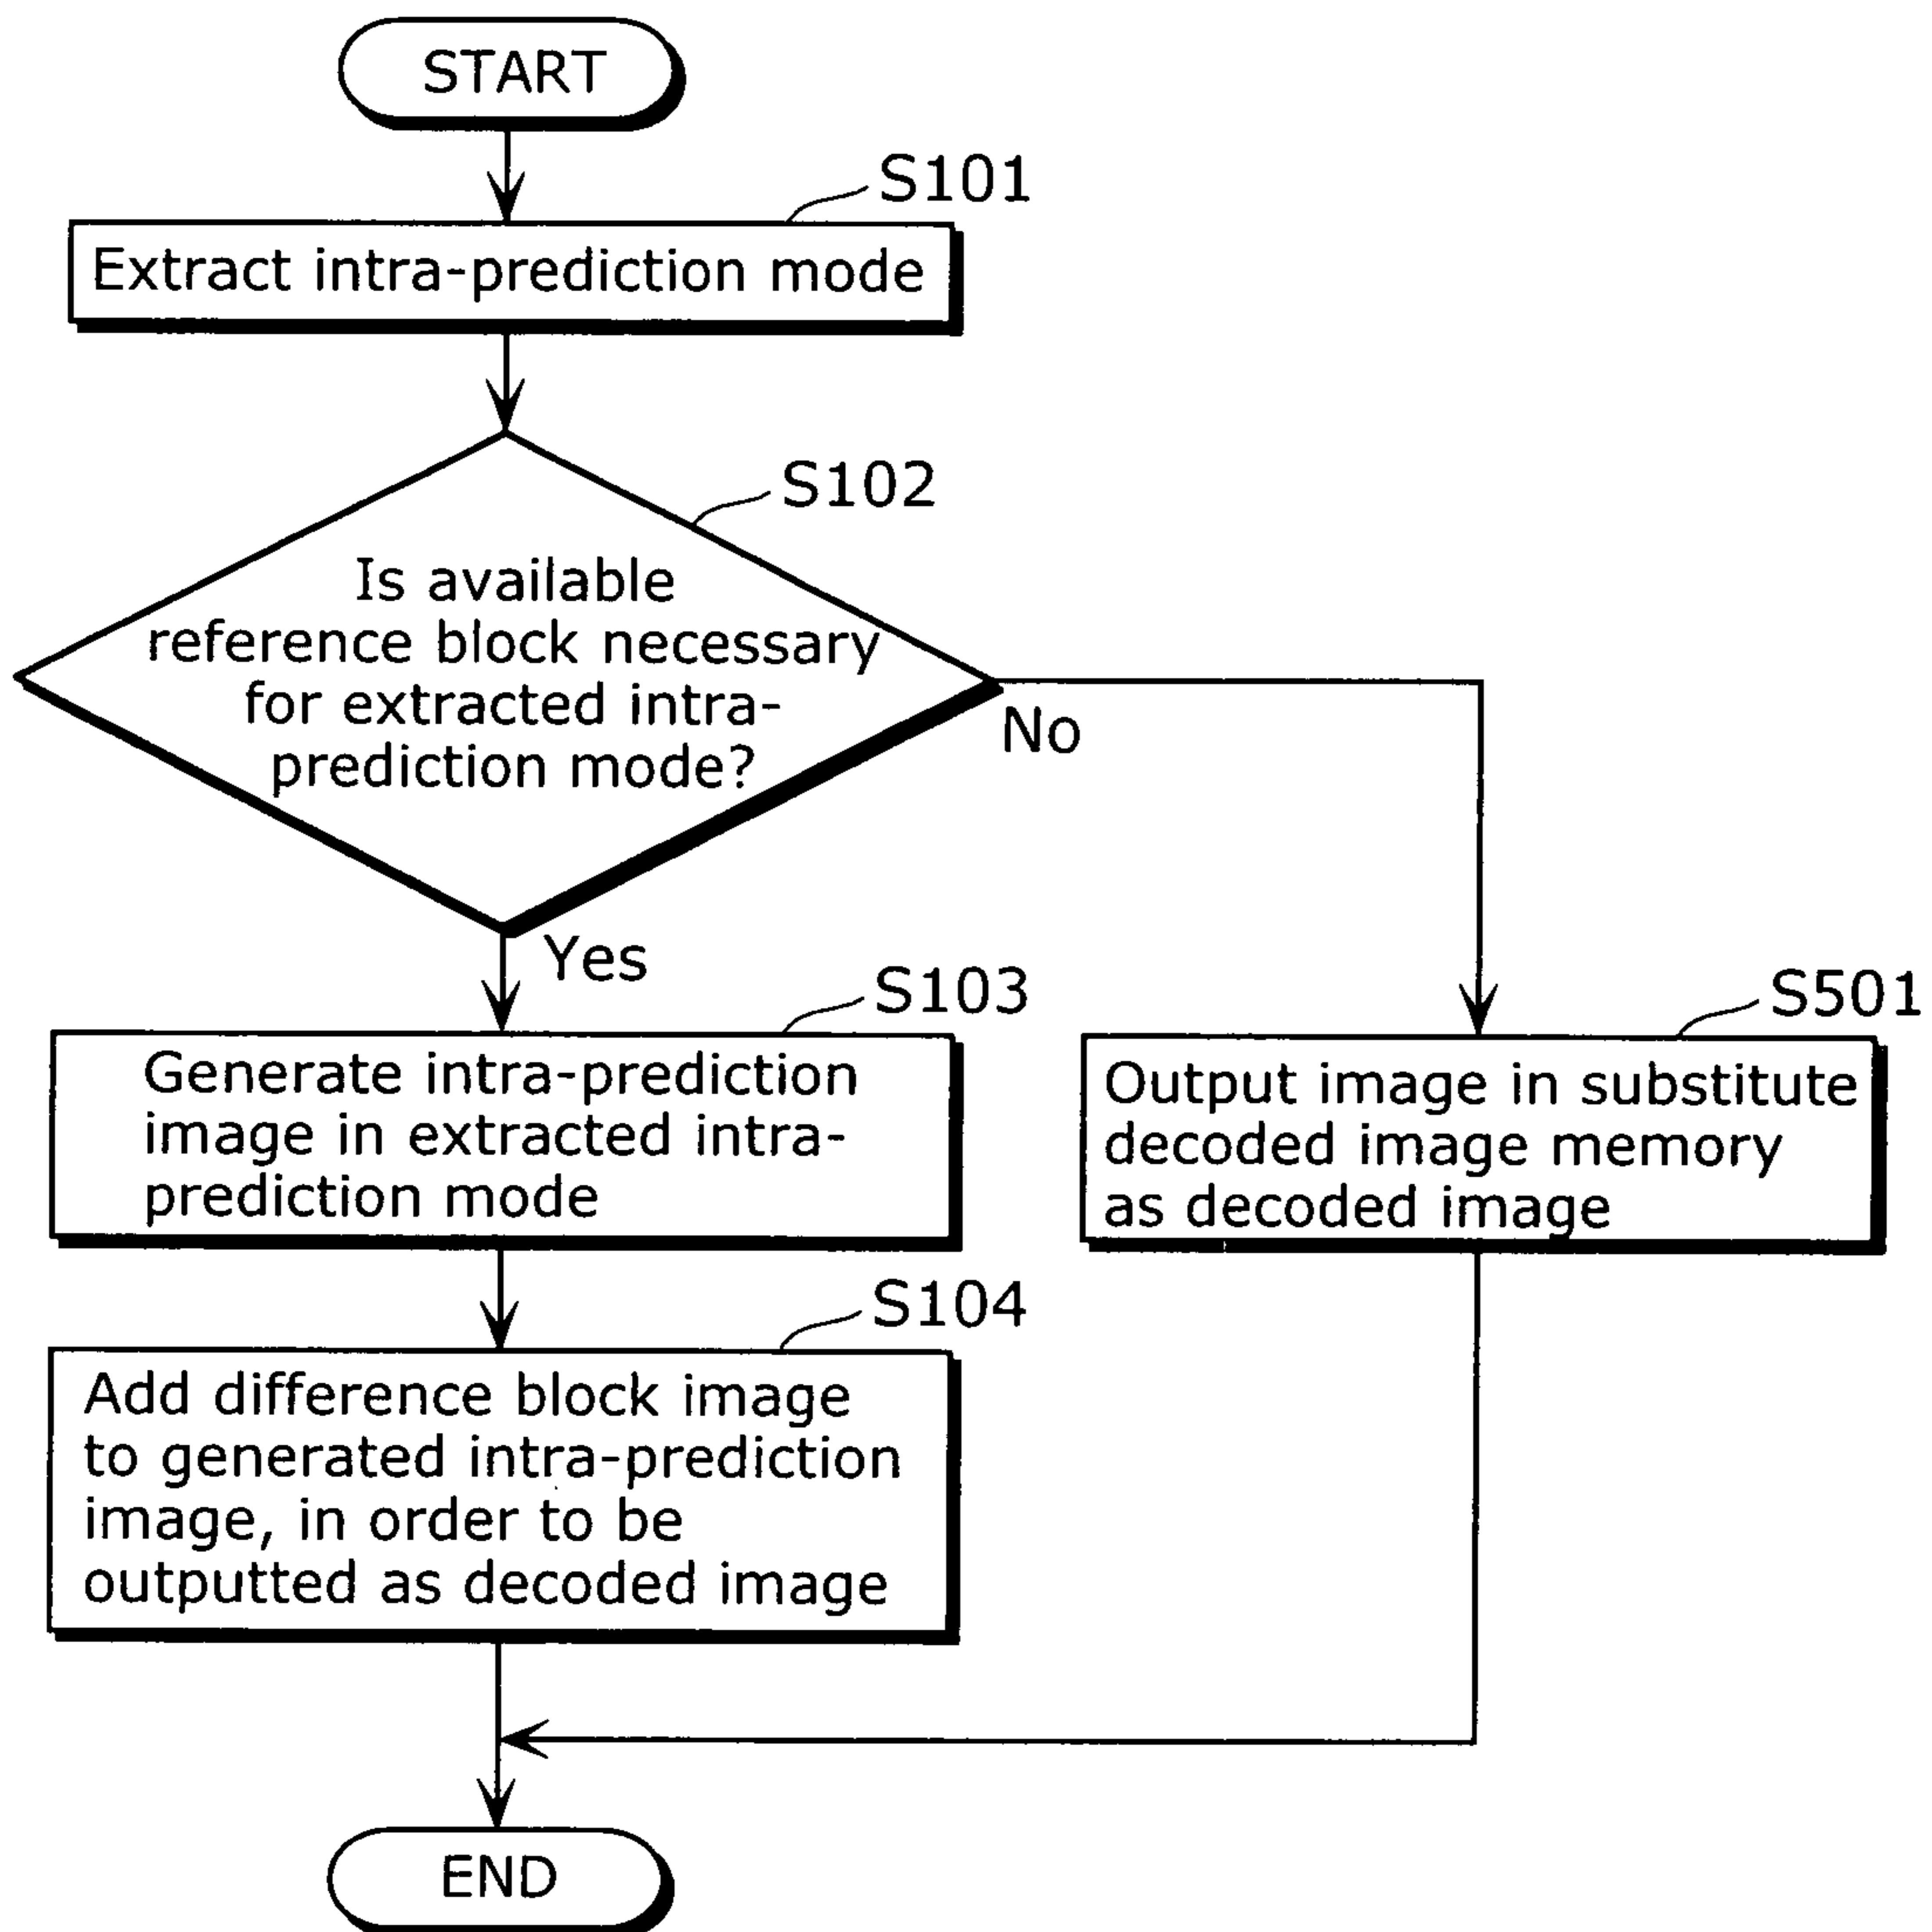 START
S101
Extract intra-prediction mode
S102
Is available
reference block necessary
for extracted intra-
prediction mode?
No
Yes
S103
Generate intra-prediction
image in extracted intra-
prediction mode
S501
Output image in substitute
decoded image memory
as decoded image
S104
Add difference block image
to generated intra-prediction
image, in order to be
outputted as decoded image
END